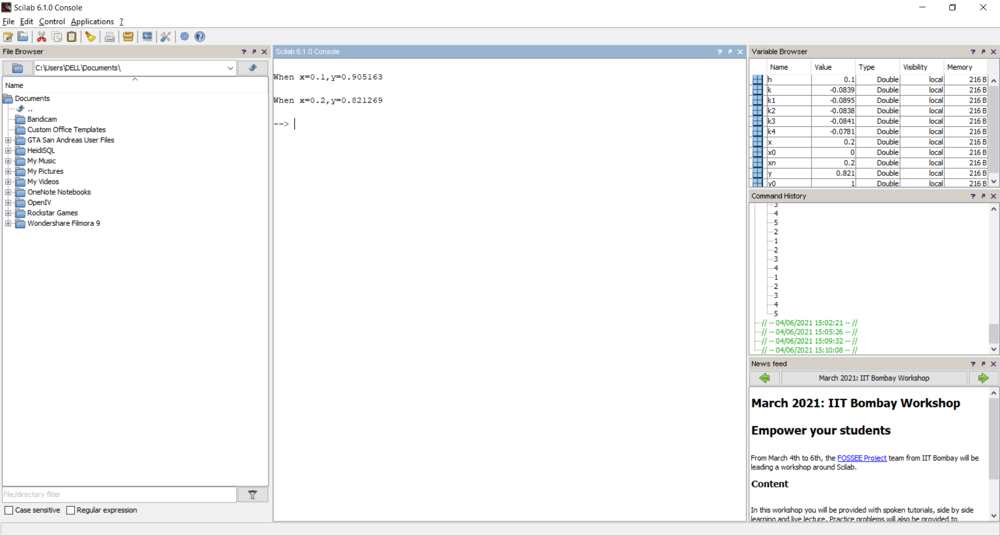 Scilab 6.1.0 Console
File Edit Control Applications ?
File Browser
C:\Users\DELL\Documents\
Name
Documents
..
Bandicam
Custom Office Templates
GTA San Andreas User Files
HeidiSQL
My Music
My Pictures
My Videos
OneNote Notebooks
OpenIV
Rockstar Games
Wondershare Filmora 9
File/directory filter
Case sensitive Regular expression
Scilab 6.1.0 Console
When x=0.1,y=0.905163
When x=0.2,y=0.821269
-->
Variable Browser
Name Value Type Visibility Memory
h 0.1 Double local 216 B
k -0.0839 Double local 216 B
k1 -0.0895 Double local 216 B
k2 -0.0838 Double local 216 B
k3 -0.0841 Double local 216 B
k4 -0.0781 Double local 216 B
x 0.2 Double local 216 B
x0 0 Double local 216 B
xn 0.2 Double local 216 B
y 0.821 Double local 216 B
y0 1 Double local 216 B
Command History
3
4
5
2
1
2
3
4
1
2
3
4
5
// -- 04/06/2021 15:02:21 -- //
// -- 04/06/2021 15:05:26 -- //
// -- 04/06/2021 15:09:32 -- //
// -- 04/06/2021 15:10:08 -- //
News feed
March 2021: IIT Bombay Workshop
March 2021: IIT Bombay Workshop
Empower your students
From March 4th to 6th, the FOSSEE Project team from IIT Bombay will be
leading a workshop around Scilab.
Content
In this workshop you will be provided with spoken tutorials, side by side
learning and live lecture. Practice problems will also be provided to